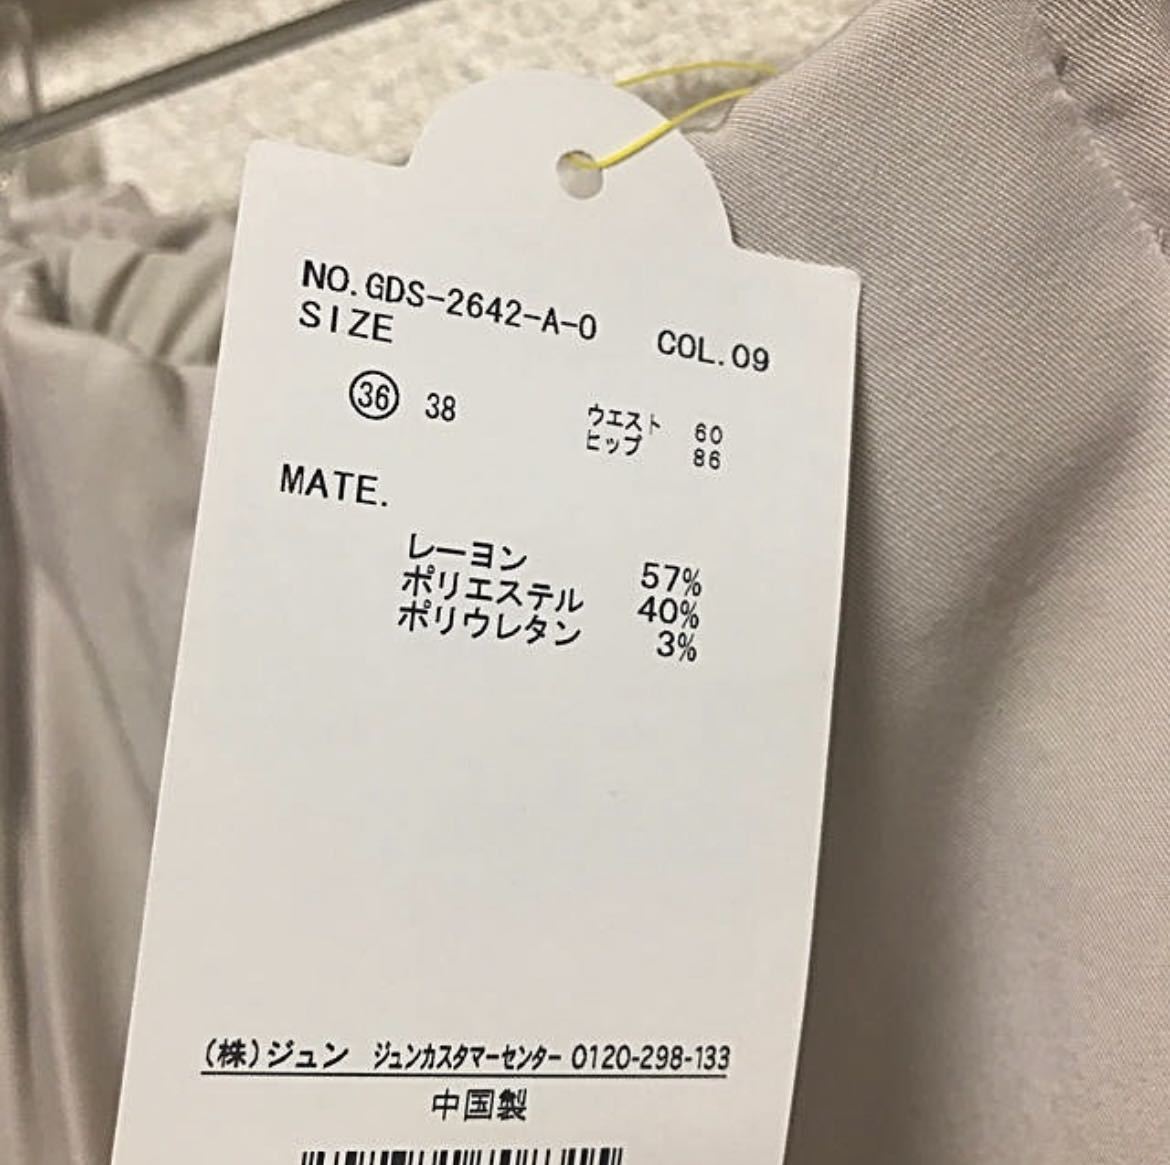 NO.GDS-2642-A-0 COL.09
SIZE
36 38
ウエスト 60
ヒップ 86
MATE.
レーヨン 57%
ポリエステル 40%
ポリウレタン 3%
(株)ジュン ジュンカスタマーセンター 0120-298-133
中国製